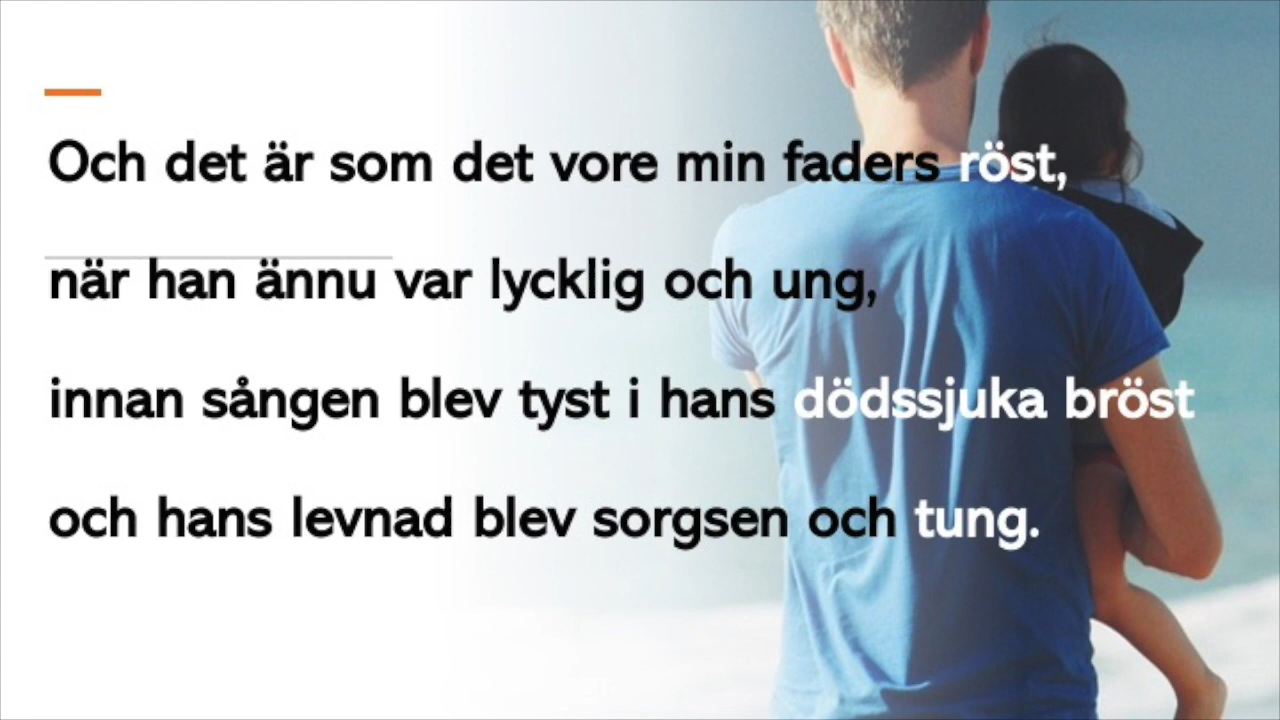 Och det är som det vore min faders röst,
när han ännu var lycklig och ung,
innan sången blev tyst i hans dödssjuka bröst
och hans levnad blev sorgsen och tung.